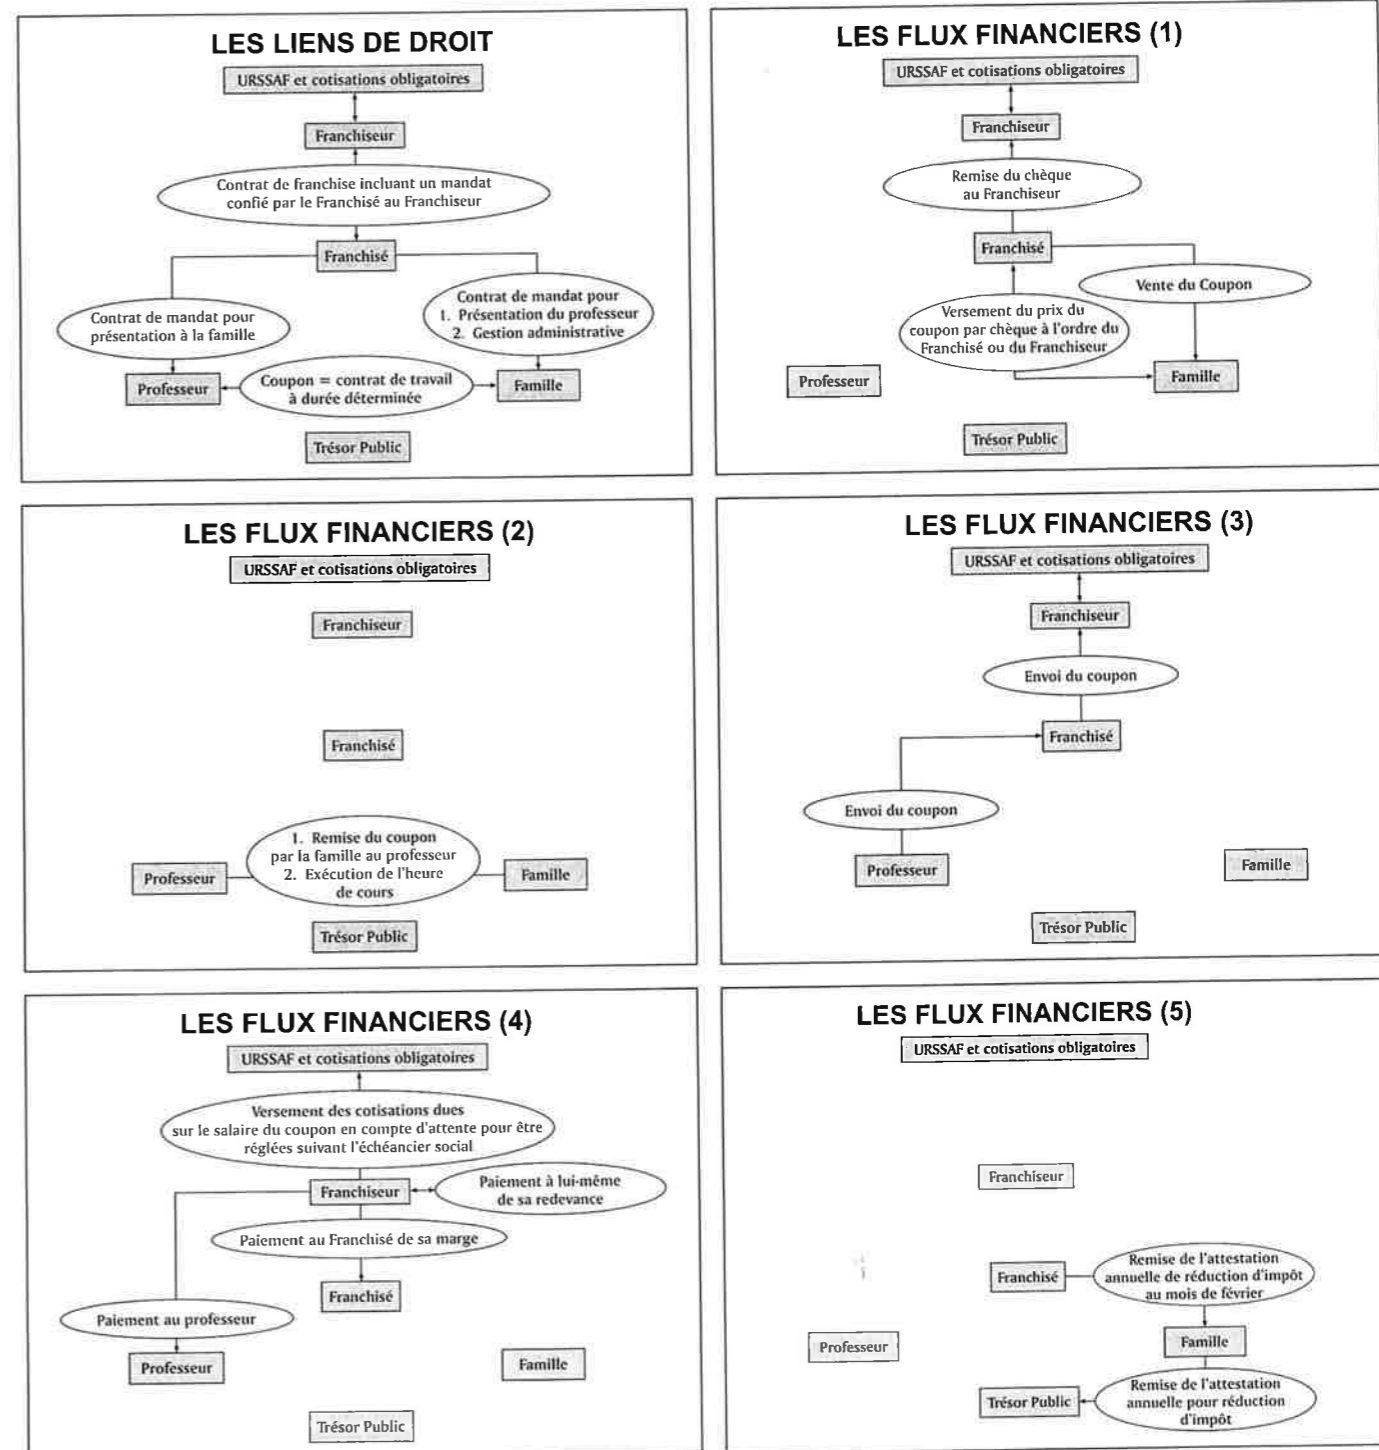 LES LIENS DE DROIT
URSSAF et cotisations obligatoires
Franchiseur
Contrat de franchise incluant un mandat
confié par le Franchisé au Franchiseur
Franchisé
Contrat de mandat pour
présentation à la famille
Contrat de mandat pour
1. Présentation du professeur
2. Gestion administrative
Professeur
Coupon = contrat de travail
à durée déterminée
Famille
Trésor Public
LES FLUX FINANCIERS (1)
URSSAF et cotisations obligatoires
Franchiseur
Remise du chèque
au Franchiseur
Franchisé
Vente du Coupon
Versement du prix du
coupon par chèque à l'ordre du
Franchisé ou du Franchiseur
Professeur
Famille
Trésor Public
LES FLUX FINANCIERS (2)
URSSAF et cotisations obligatoires
Franchiseur
Franchisé
1. Remise du coupon
par la famille au professeur
2. Exécution de l'heure
de cours
Professeur
Famille
Trésor Public
LES FLUX FINANCIERS (3)
URSSAF et cotisations obligatoires
Franchiseur
Envoi du coupon
Franchisé
Envoi du coupon
Professeur
Famille
Trésor Public
LES FLUX FINANCIERS (4)
URSSAF et cotisations obligatoires
Versement des cotisations dues
sur le salaire du coupon en compte d'attente pour être
réglées suivant l'échéancier social
Franchiseur
Paiement à lui-même
de sa redevance
Paiement au Franchisé de sa marge
Franchisé
Paiement au professeur
Professeur
Famille
Trésor Public
LES FLUX FINANCIERS (5)
URSSAF et cotisations obligatoires
Franchiseur
Franchisé
Remise de l'attestation
annuelle de réduction d'impôt
au mois de février
Professeur
Famille
Trésor Public
Remise de l'attestation
annuelle pour réduction
d'impôt